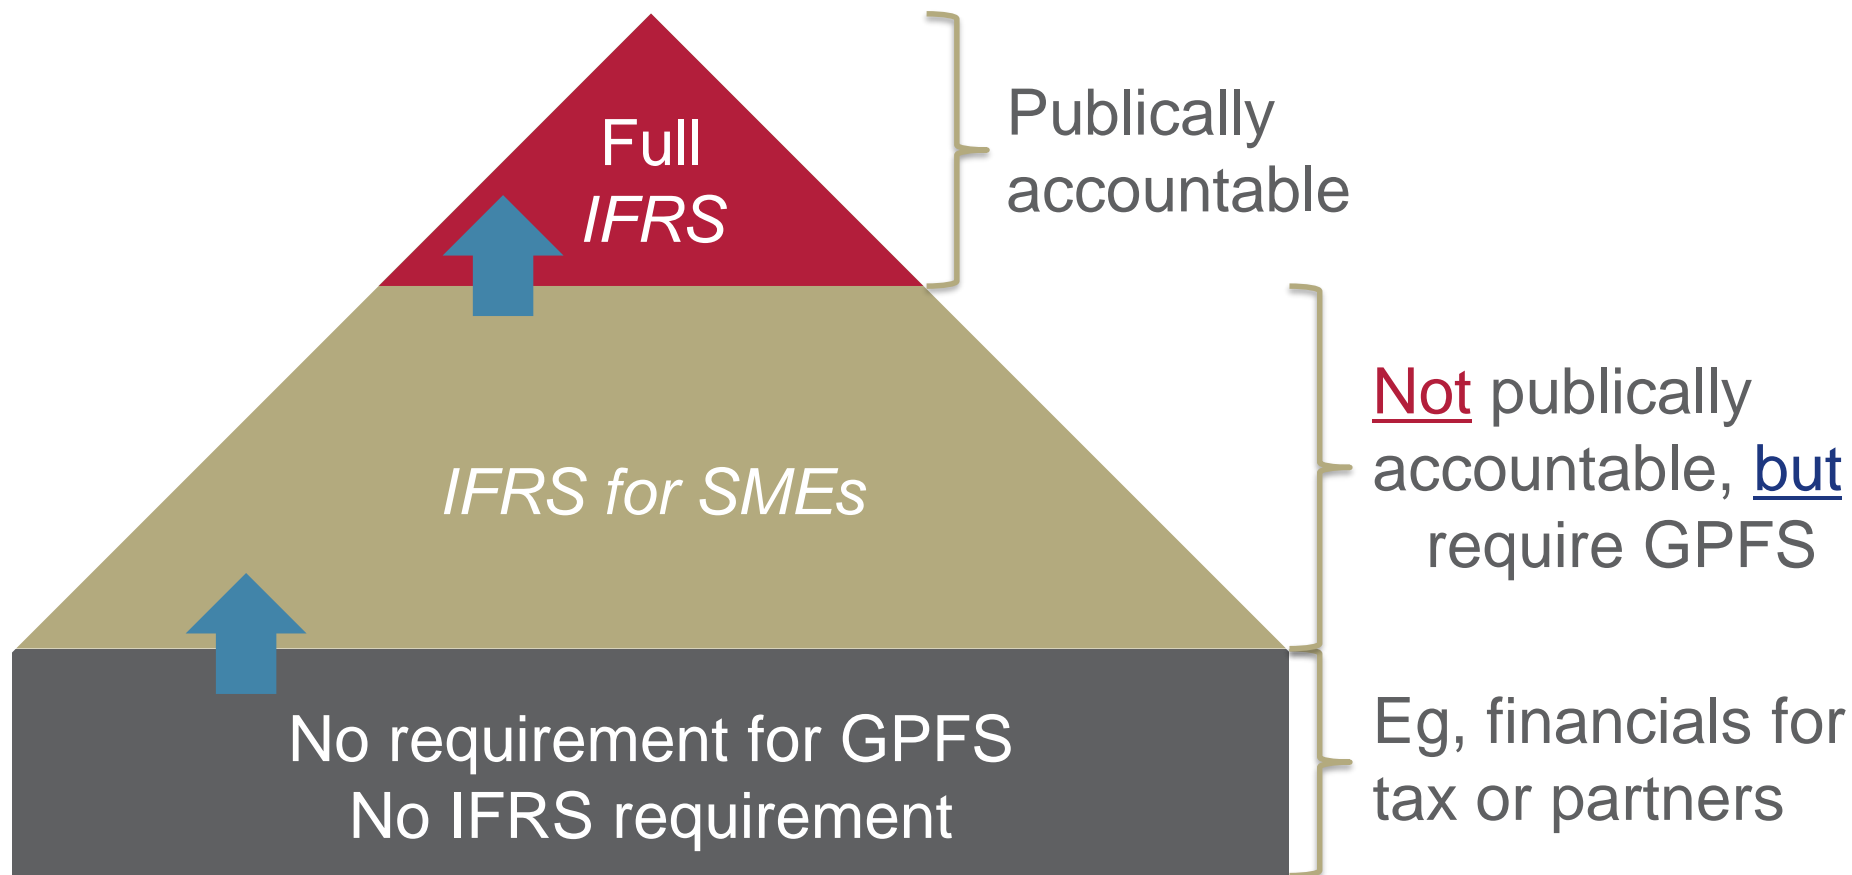 Full
IFRS
Publically
accountable
IFRS for SMEs
Not publically
accountable, but
require GPFS
No requirement for GPFS
No IFRS requirement
Eg, financials for
tax or partners